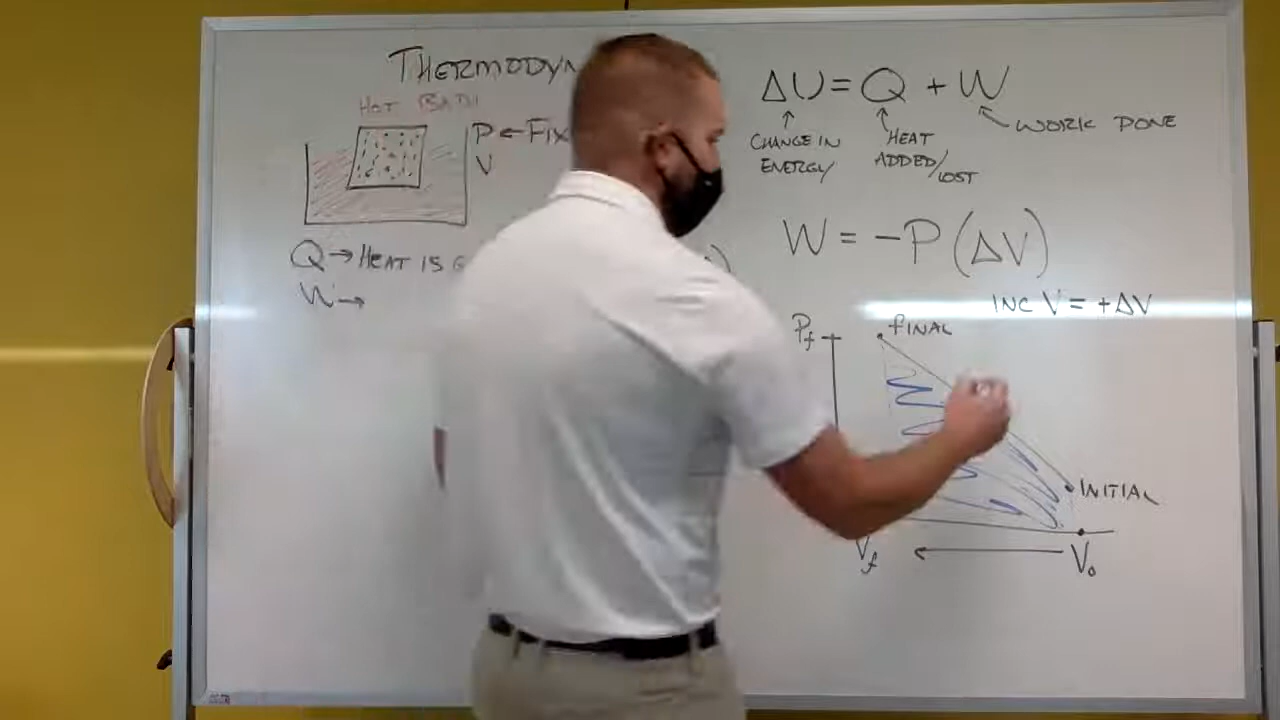 THERMODYN
HOT BATH
P ← FIX
V
Q → HEAT IS
W →
ΔU = Q + W
CHANGE IN
ENERGY
HEAT
ADDED/
LOST
WORK DONE
W = -P(ΔV)
INC V = +ΔV
Pf
FINAL
INITIAL
Vf
V₀